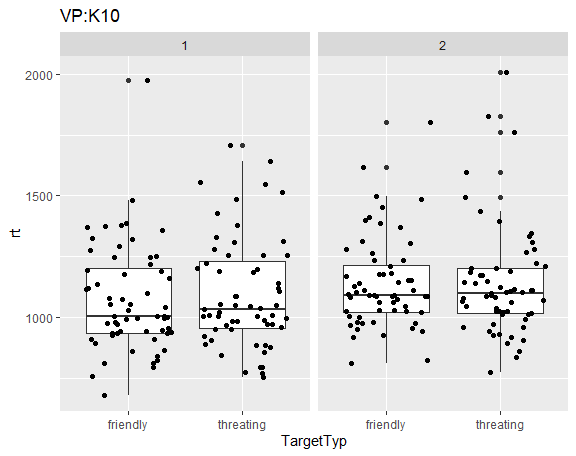 VP:K10
1 2
2000
1500
1000
rt
friendly threating friendly threating
TargetTyp